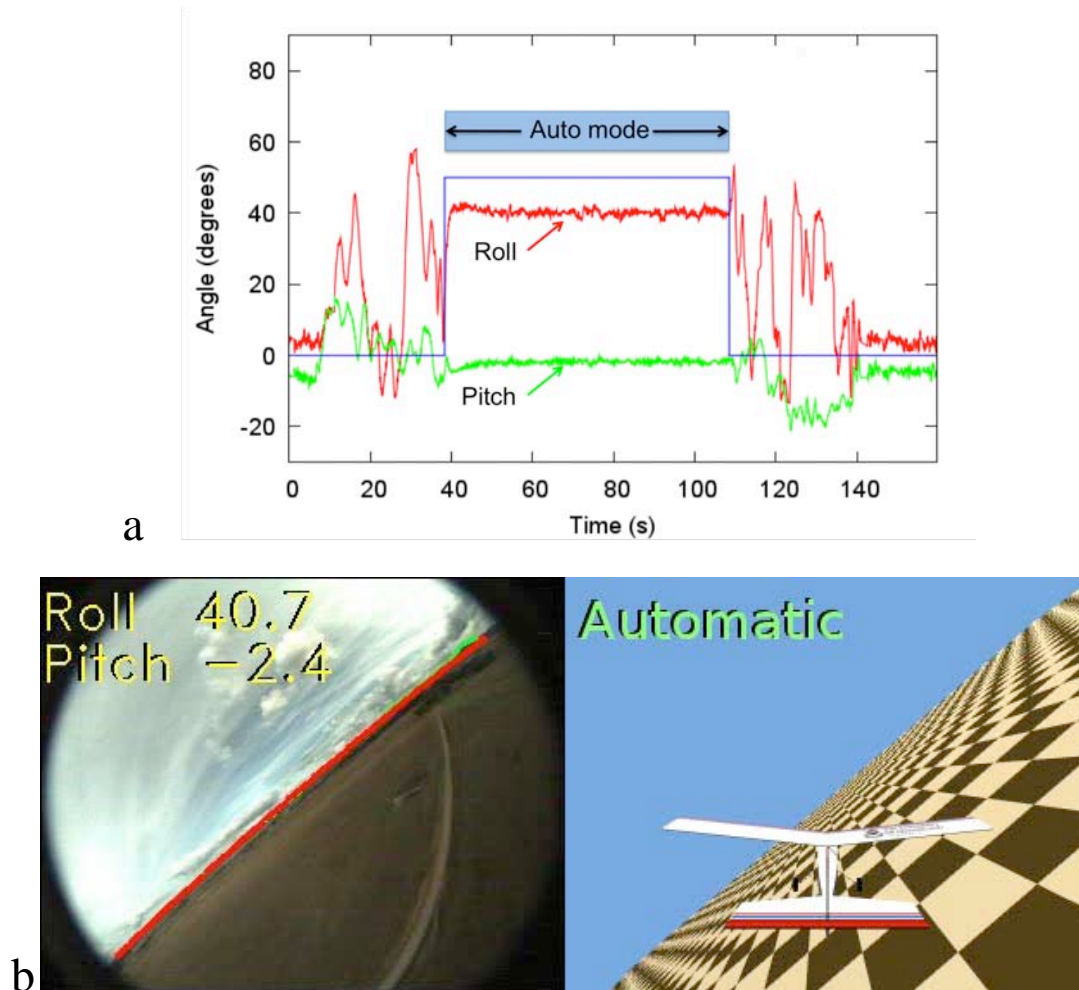 80
60
40
20
0
-20
Angle (degrees)
Auto mode
Roll
Pitch
0 20 40 60 80 100 120 140
Time (s)
a
Roll 40.7
Pitch -2.4
Automatic
b